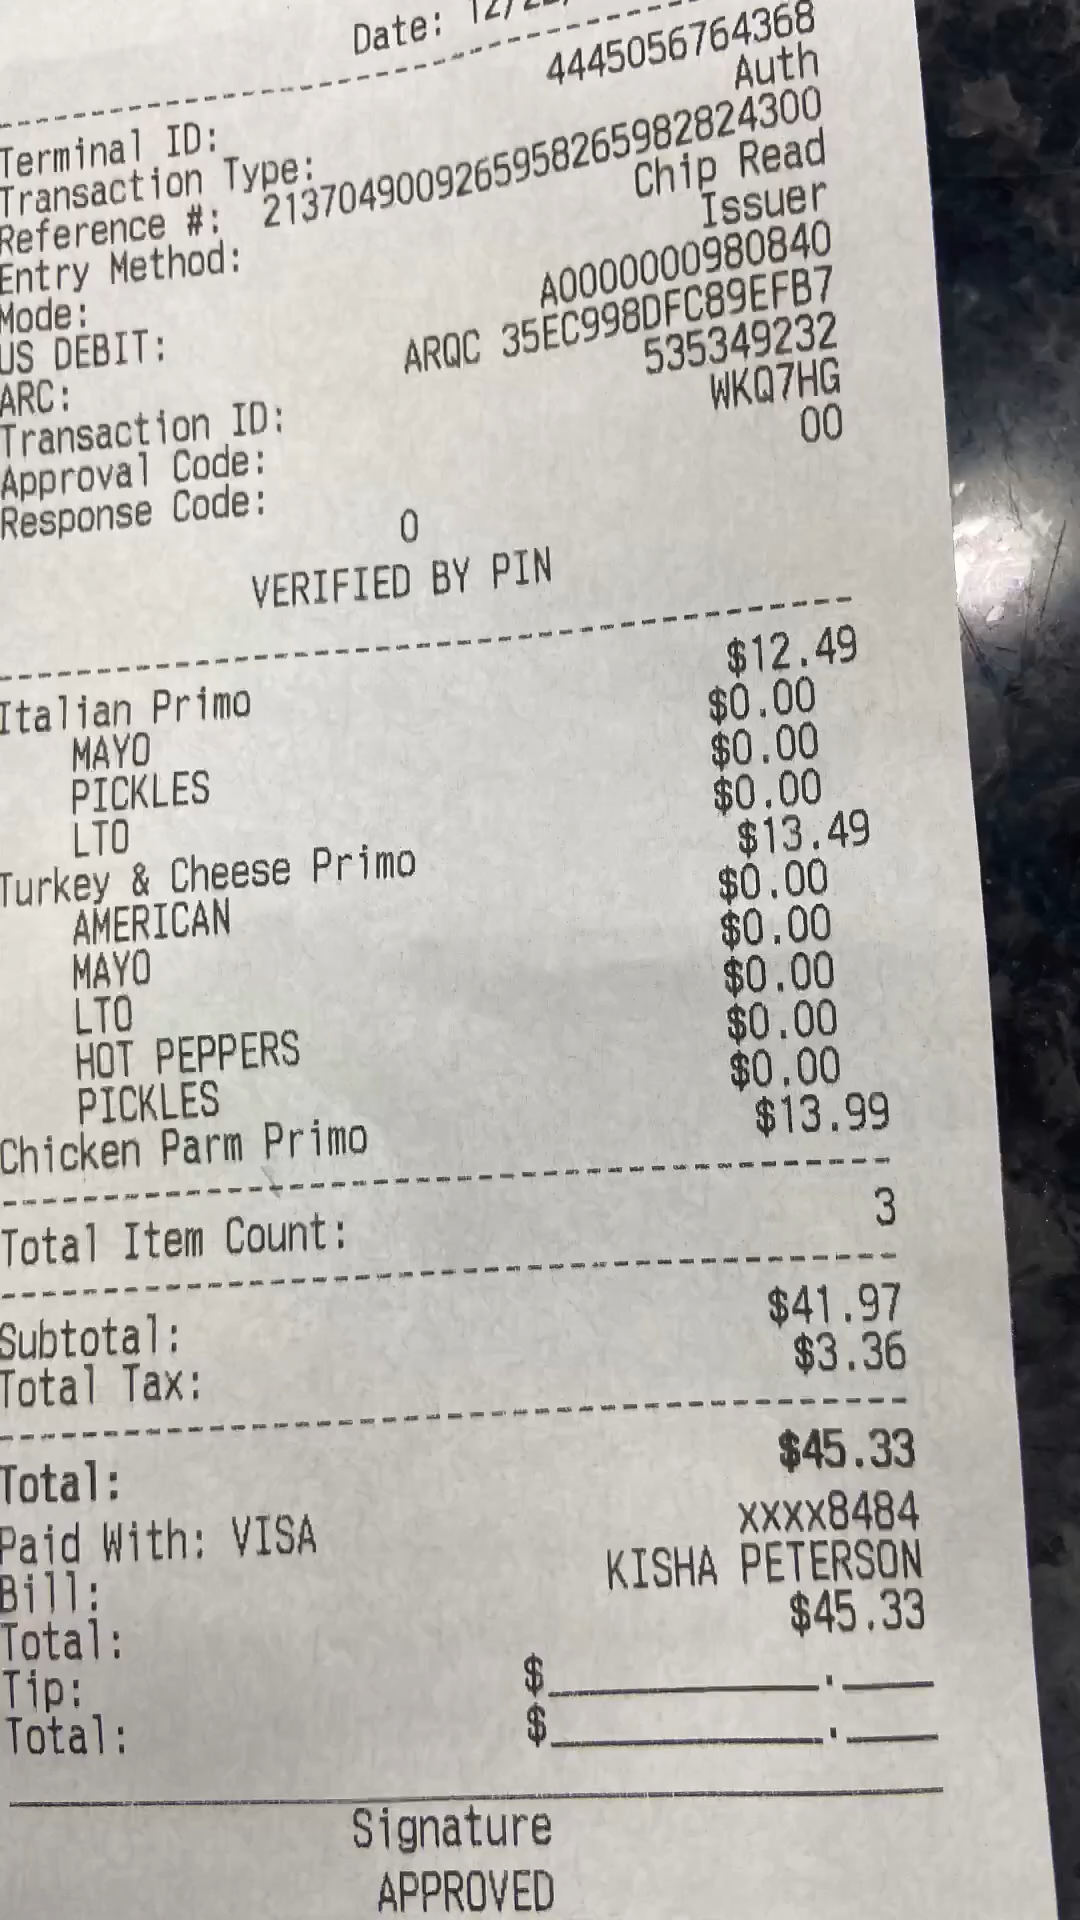 Date:
Terminal ID: 4445056764368
Transaction Type: Auth
Reference #: 21370490092659582659828​24300
Entry Method: Chip Read
Mode: Issuer
US DEBIT: A0000000980840
ARC: ARQC 35EC998DFC89EFB7
Transaction ID: 535349232
Approval Code: WKQ7HG
Response Code: 00
0
VERIFIED BY PIN
Italian Primo $12.49
MAYO $0.00
PICKLES $0.00
LTO $0.00
Turkey & Cheese Primo $13.49
AMERICAN $0.00
MAYO $0.00
LTO $0.00
HOT PEPPERS $0.00
PICKLES $0.00
Chicken Parm Primo $13.99
Total Item Count: 3
Subtotal: $41.97
Total Tax: $3.36
Total: $45.33
Paid With: VISA xxxx8484
Bill: KISHA PETERSON
Total: $45.33
Tip: $ .
Total: $ .
Signature
APPROVED